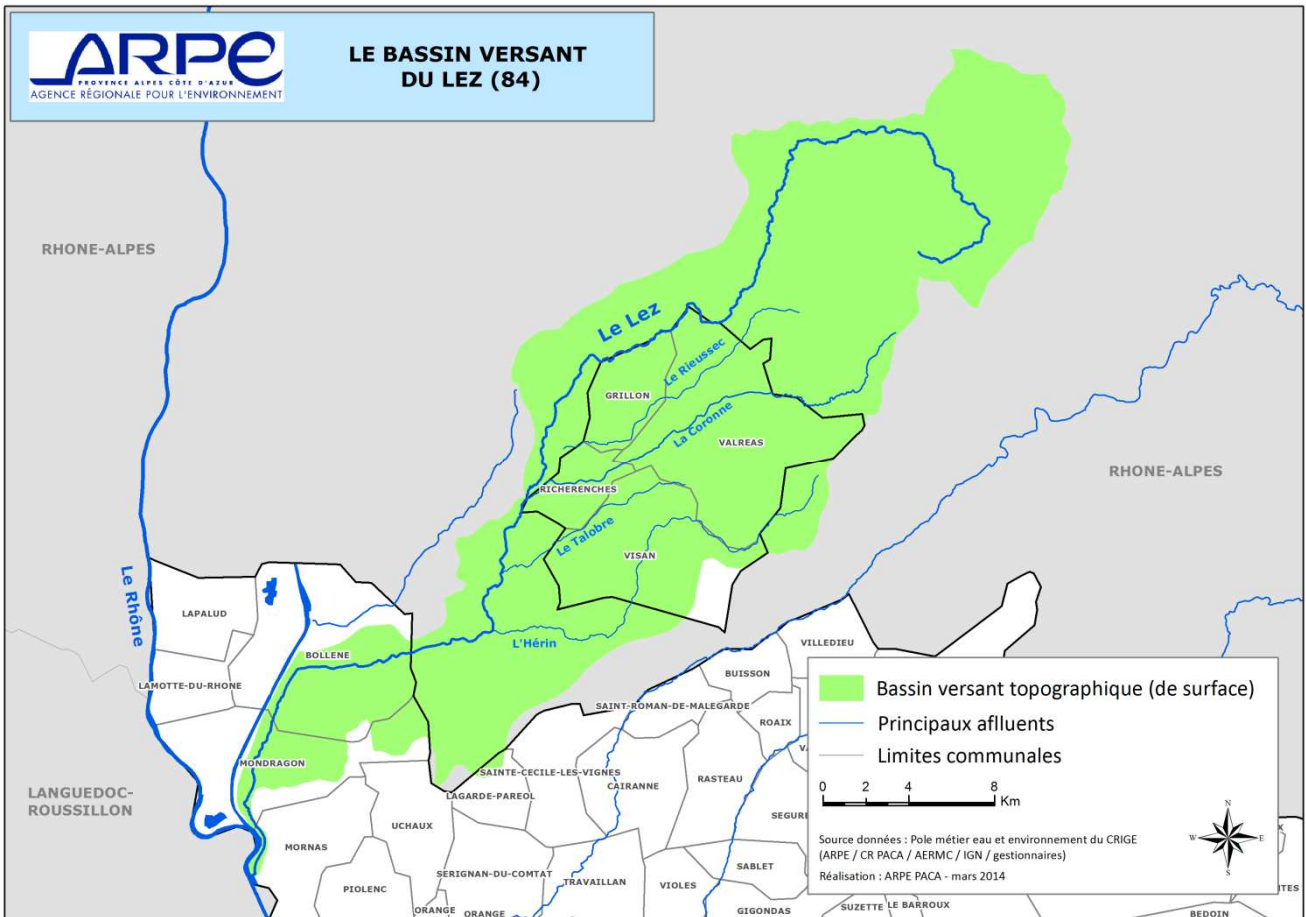 ARPE
PROVENCE ALPES CÔTE D'AZUR
AGENCE RÉGIONALE POUR L'ENVIRONNEMENT
LE BASSIN VERSANT
DU LEZ (84)
RHONE-ALPES
Le Lez
Le Rieussec
GRILLON
La Coronne
VALREAS
RHONE-ALPES
RICHERENCHES
Le Talobre
VISAN
Le Rhône
LAPALUD
L'Hérin
VILLEDIEU
BOLLENE
BUISSON
LAMOTTE-DU-RHONE
SAINT-ROMAN-DE-MALEGARDE
ROAIX
MONDRAGON
SAINTE-CECILE-LES-VIGNES
RASTEAU
CAIRANNE
LANGUEDOC-
ROUSSILLON
LAGARDE-PAREOL
UCHAUX
SEGURE
MORNAS
SERIGNAN-DU-COMTAT
SABLET
TRAVAILLAN
VIOLES
PIOLENC
ORANGE
ORANGE
GIGONDAS
SUZETTE
LE BARROUX
BEDOIN
Bassin versant topographique (de surface)
Principaux aflluents
Limites communales
0 2 4 8
Km
Source données : Pole métier eau et environnement du CRIGE
(ARPE / CR PACA / AERMC / IGN / gestionnaires)
Réalisation : ARPE PACA - mars 2014
N
W E
S